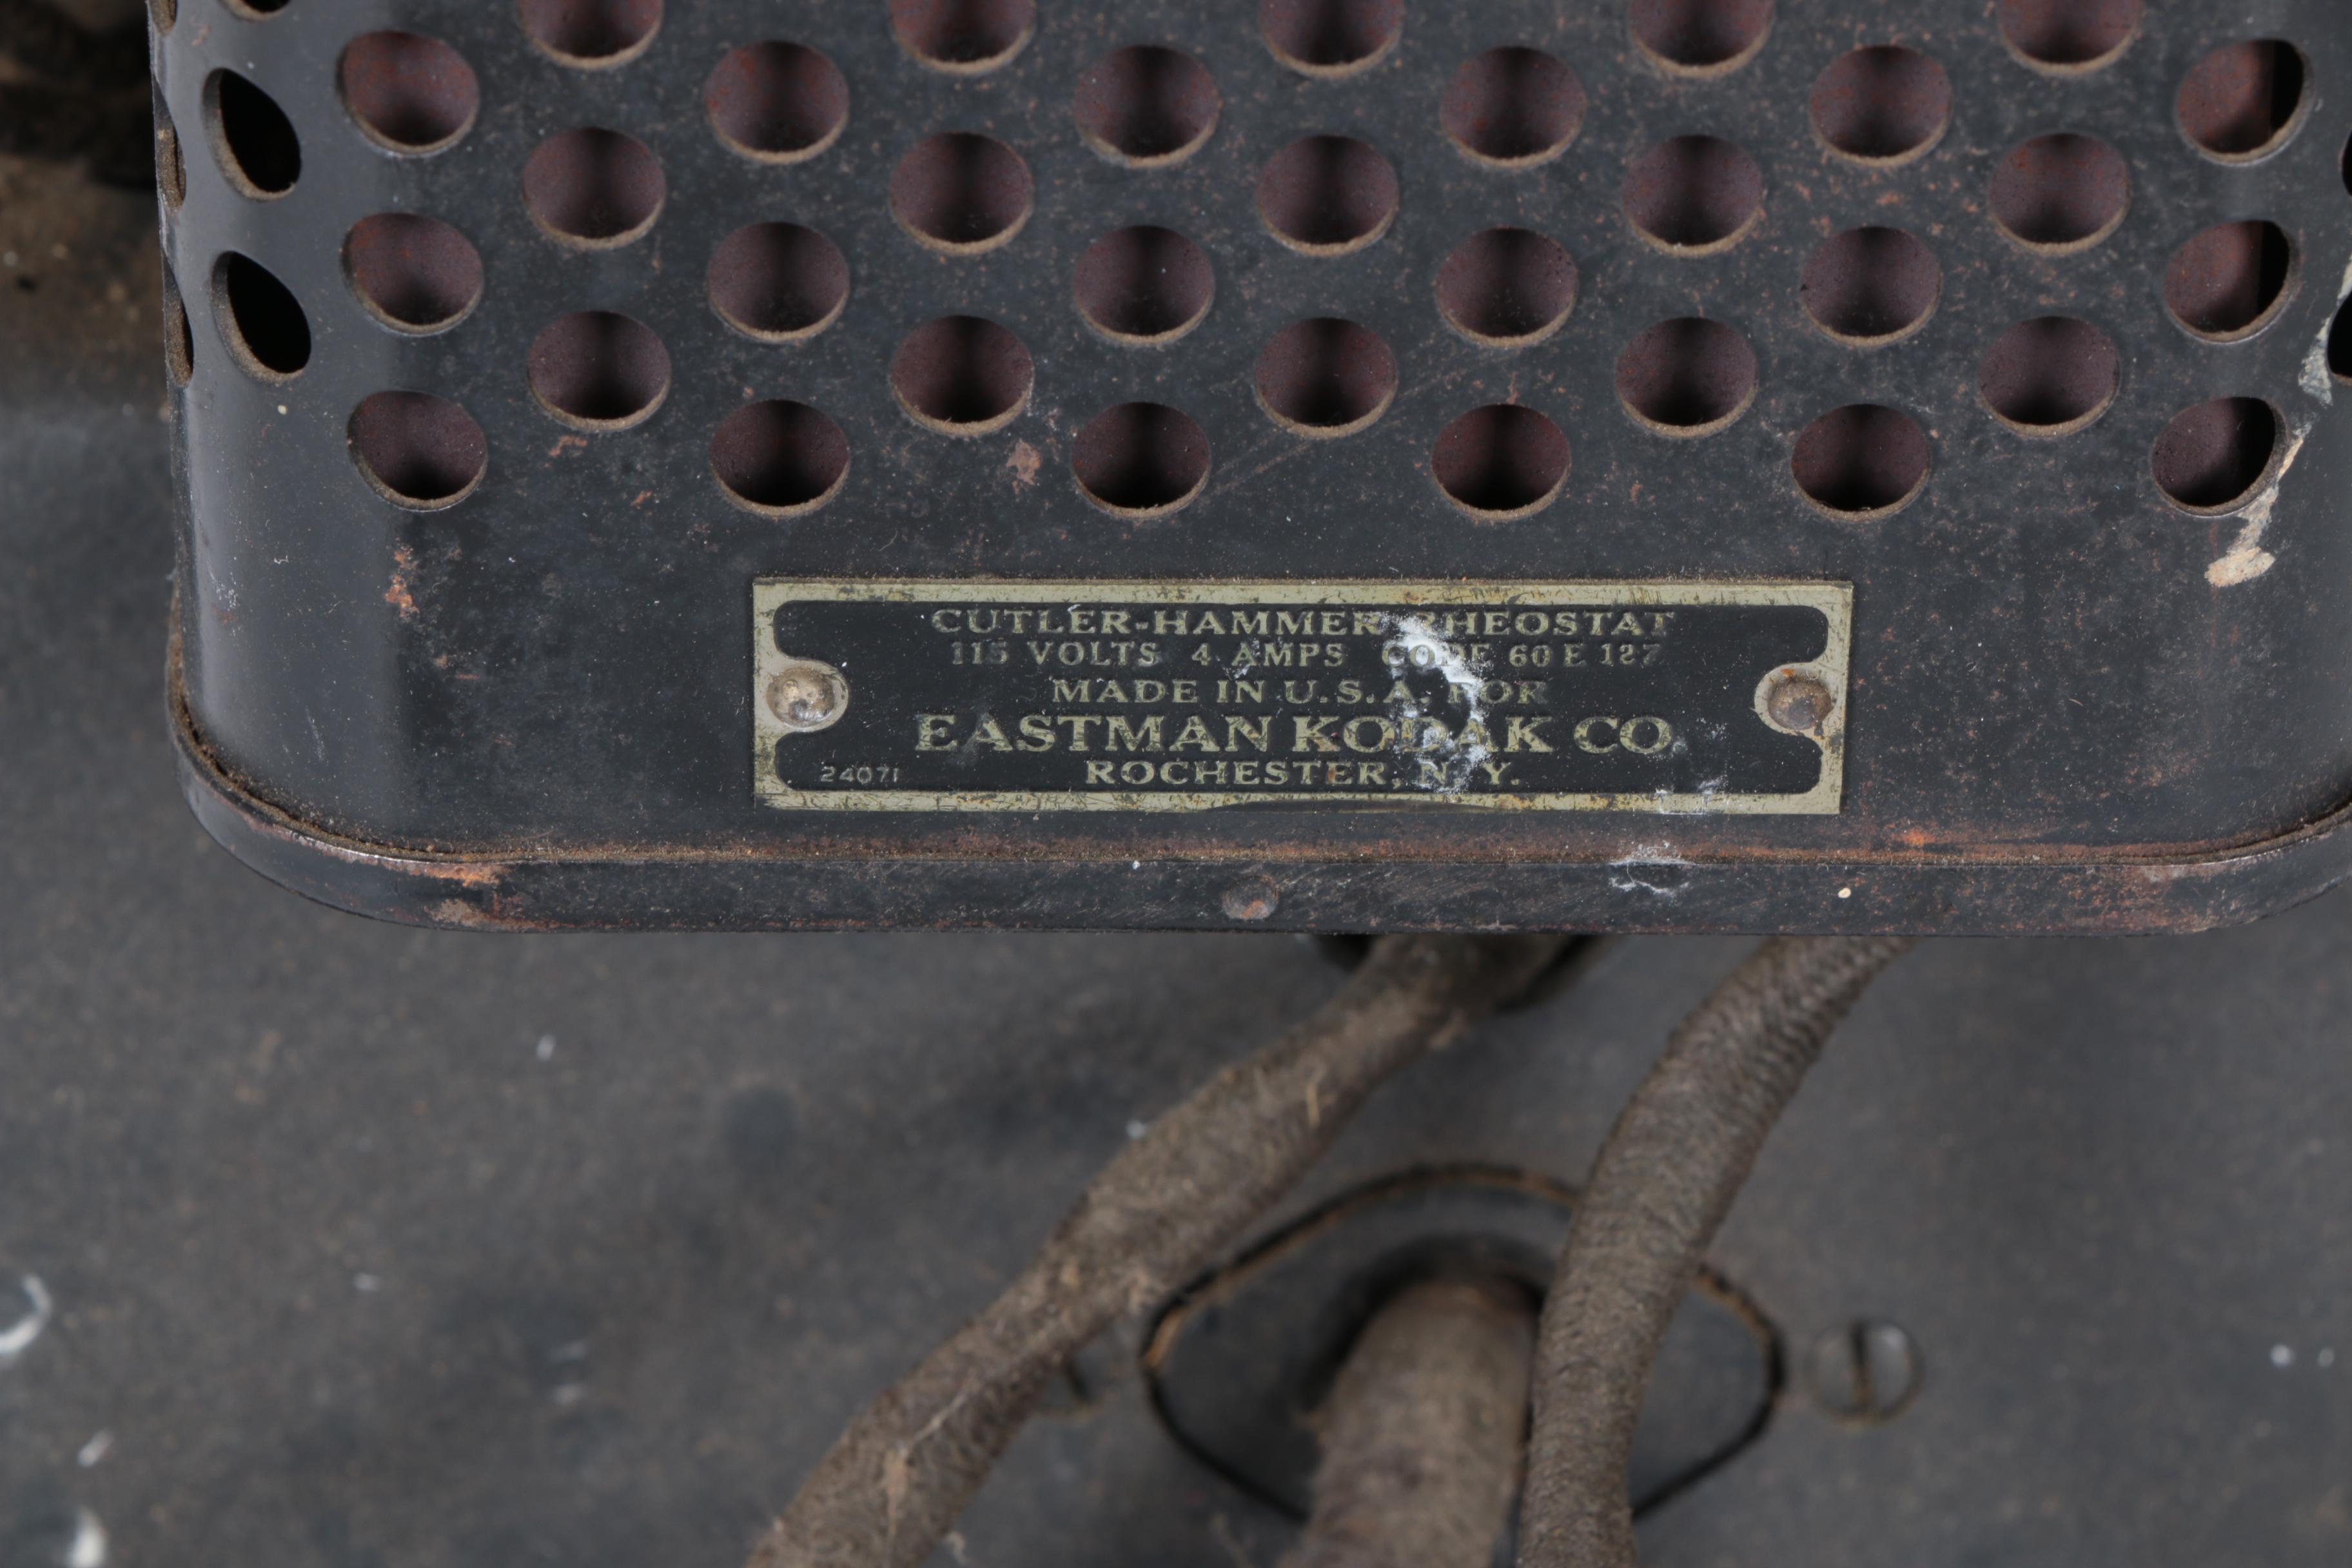 CUTLER-HAMMER RHEOSTAT
115 VOLTS 4 AMPS CODE 60 E 127
MADE IN U.S.A. FOR
EASTMAN KODAK CO.
24071 ROCHESTER, N.Y.